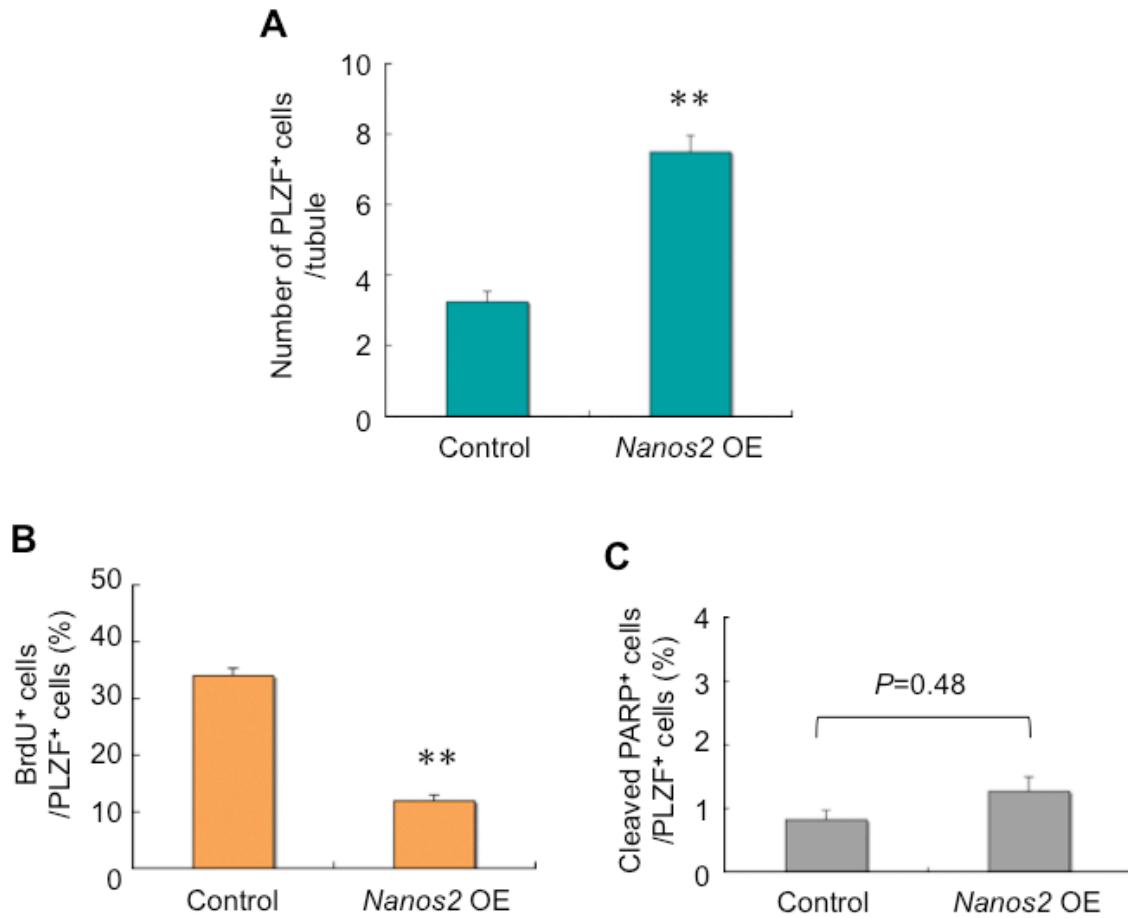 A
Number of PLZF⁺ cells
/tubule
10
8
6
4
2
0
**
Control
Nanos2 OE
B
BrdU⁺ cells
/PLZF⁺ cells (%)
50
40
30
20
10
0
**
Control
Nanos2 OE
C
Cleaved PARP⁺ cells
/PLZF⁺ cells (%)
4
3
2
1
0
P=0.48
Control
Nanos2 OE